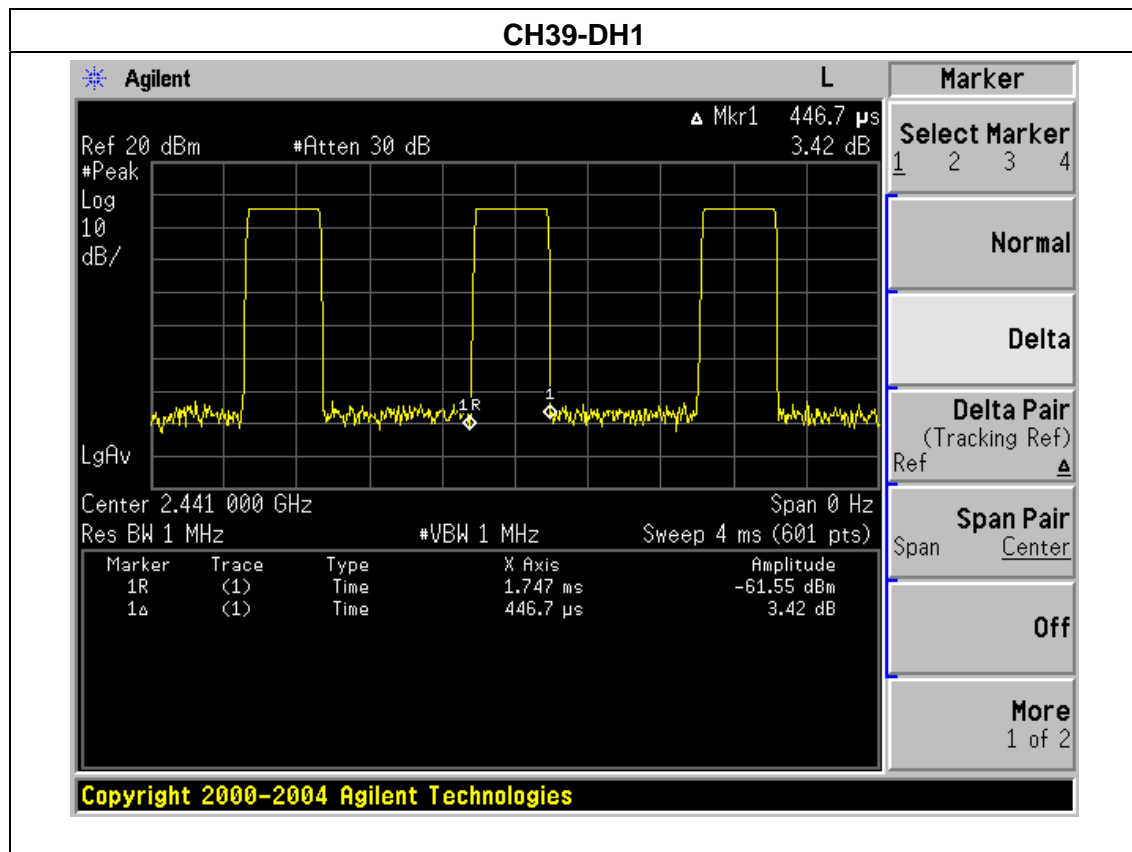 CH39-DH1
Agilent L
Δ Mkr1 446.7 µs
Ref 20 dBm #Atten 30 dB 3.42 dB
#Peak
Log
10
dB/
1R 1
LgAv
Center 2.441 000 GHz Span 0 Hz
Res BW 1 MHz #VBW 1 MHz Sweep 4 ms (601 pts)
Marker Trace Type X Axis Amplitude
1R (1) Time 1.747 ms -61.55 dBm
1Δ (1) Time 446.7 µs 3.42 dB
Marker
Select Marker
1 2 3 4
Normal
Delta
Delta Pair
(Tracking Ref)
Ref Δ
Span Pair
Span Center
Off
More
1 of 2
Copyright 2000-2004 Agilent Technologies